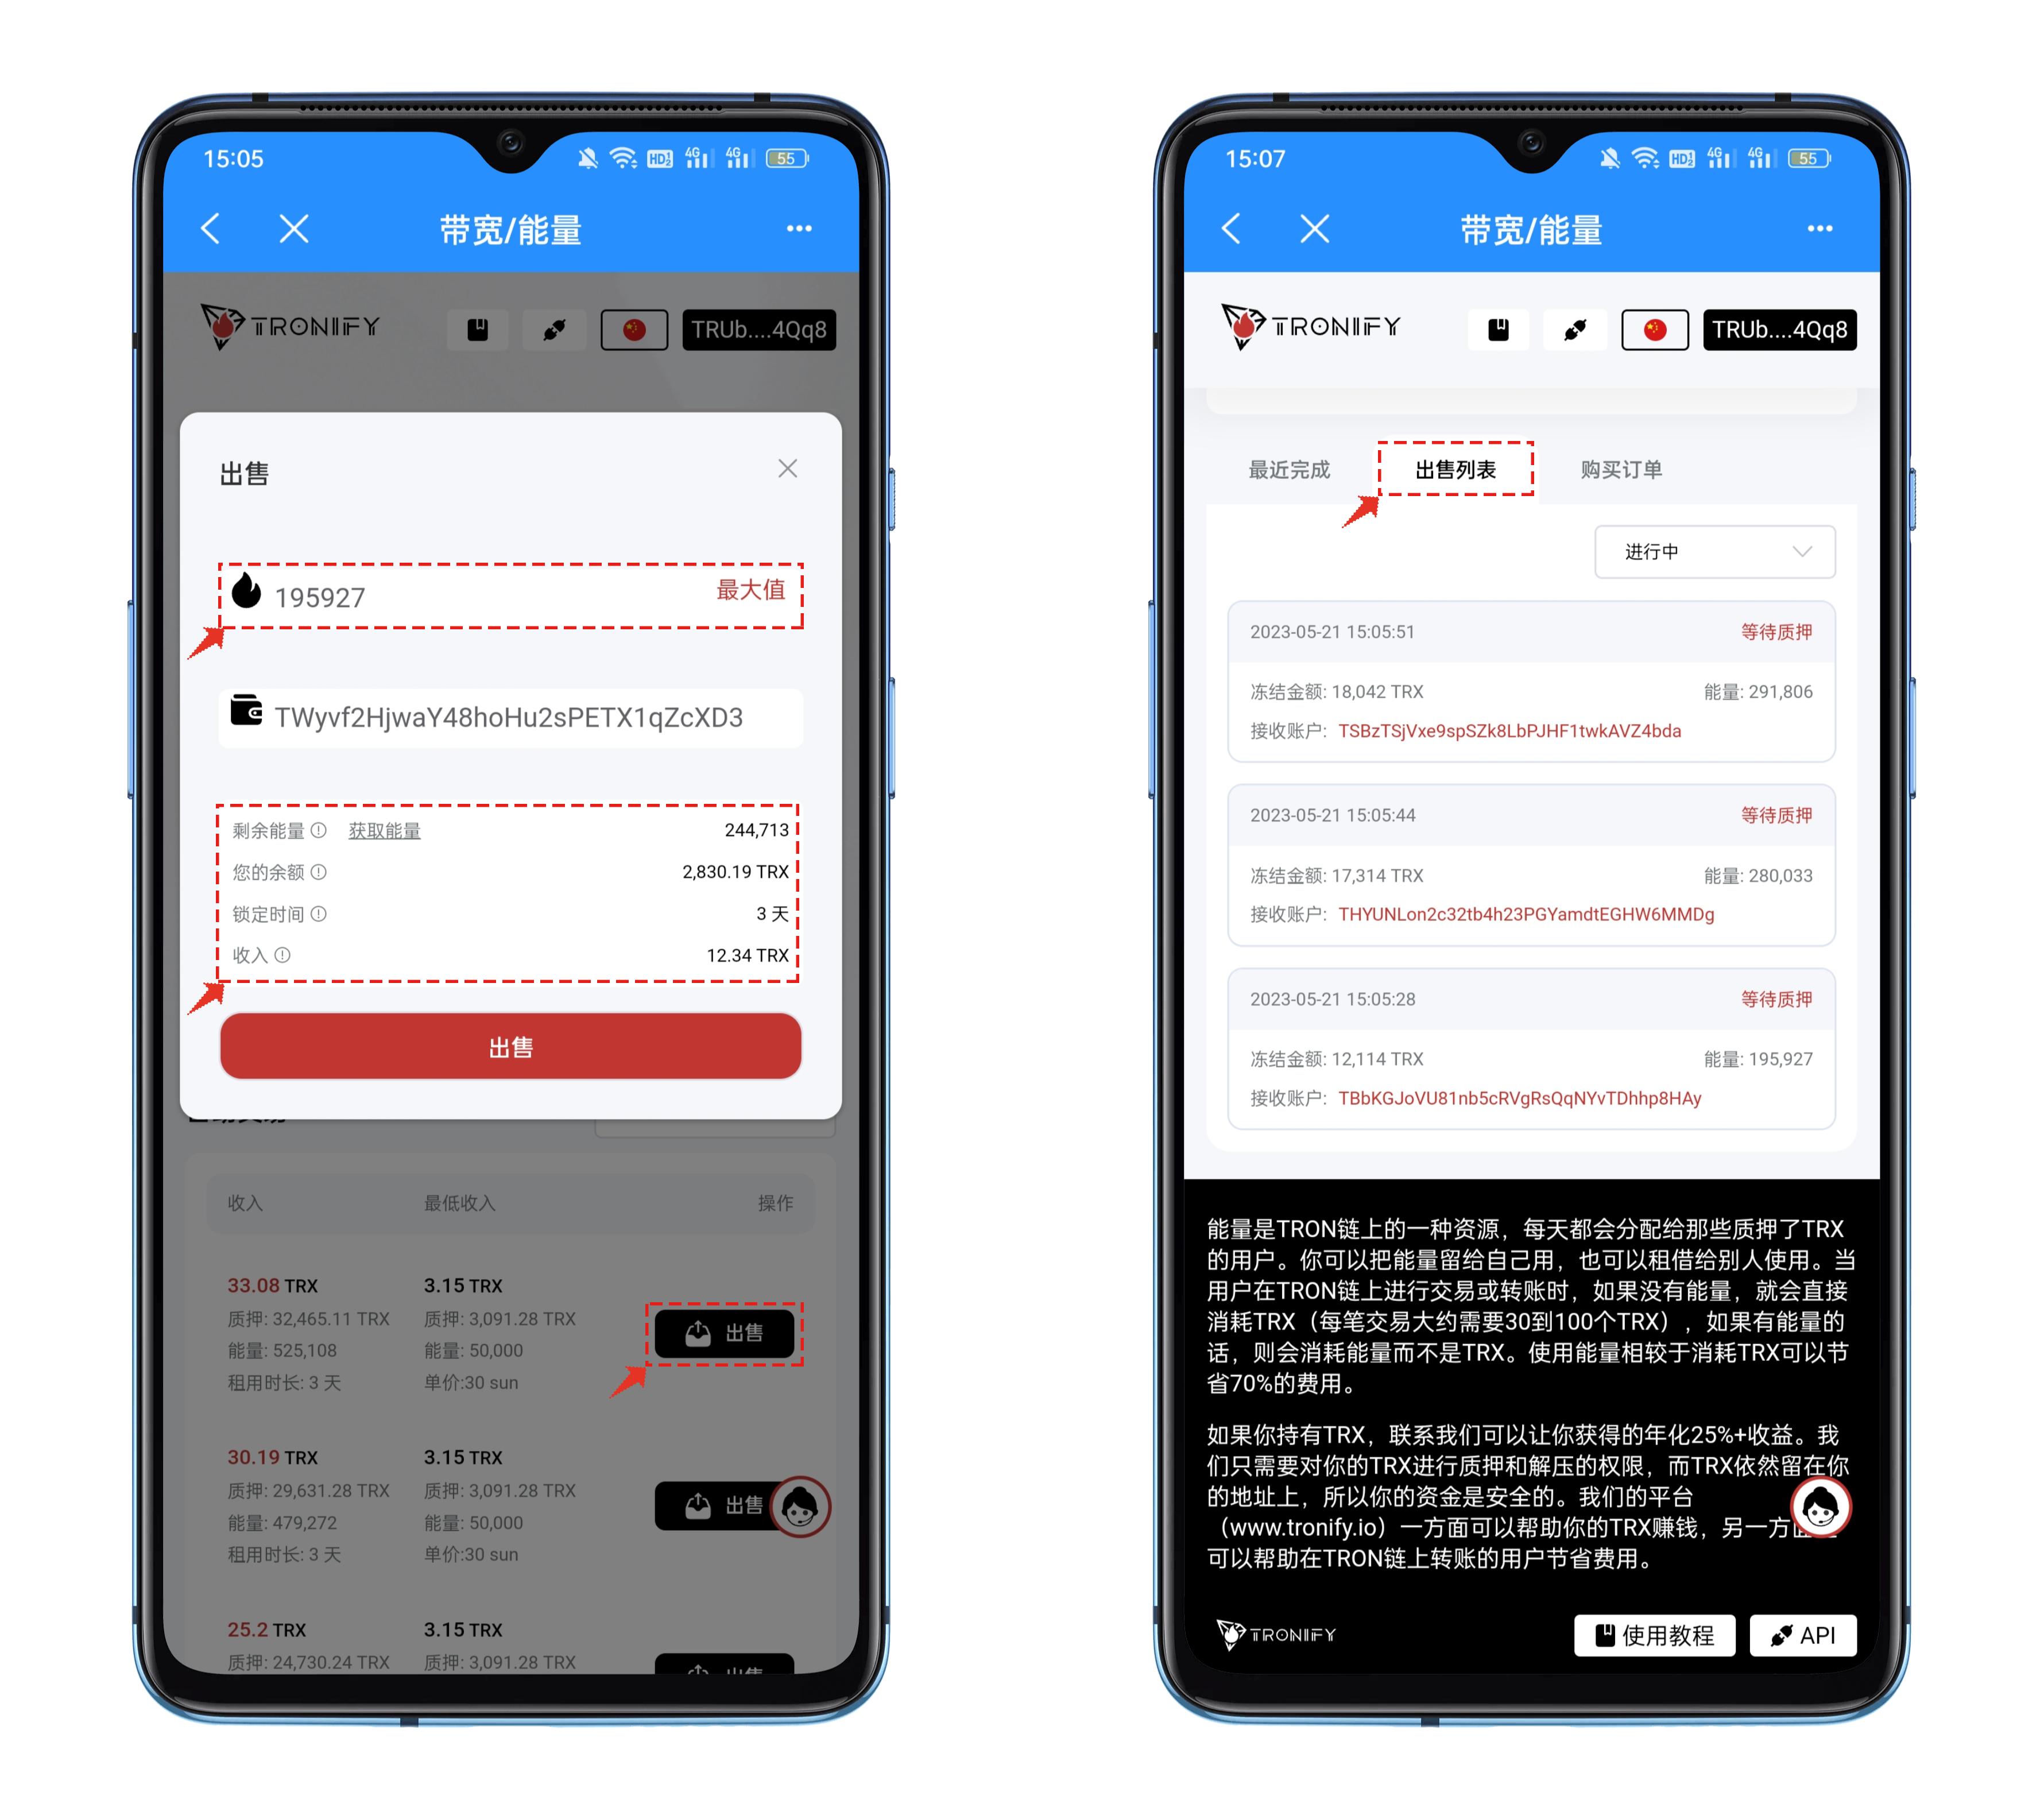 15:05
HD 4G 4G 55
带宽/能量
TRONIFY
TRUb....4Qq8
出售
195927
最大值
TWyvf2HjwaY48hoHu2sPETX1qZcXD3
剩余能量 获取能量 244,713
您的余额 2,830.19 TRX
锁定时间 3 天
收入 12.34 TRX
出售
收入 最低收入 操作
33.08 TRX 3.15 TRX
质押: 32,465.11 TRX 质押: 3,091.28 TRX
出售
能量: 525,108 能量: 50,000
租用时长: 3 天 单价:30 sun
30.19 TRX 3.15 TRX
质押: 29,631.28 TRX 质押: 3,091.28 TRX
出售
能量: 479,272 能量: 50,000
租用时长: 3 天 单价:30 sun
25.2 TRX 3.15 TRX
质押: 24,730.24 TRX 质押: 3,091.28 TRX
15:07
HD 4G 4G 55
带宽/能量
TRONIFY
TRUb....4Qq8
最近完成 出售列表 购买订单
进行中
2023-05-21 15:05:51 等待质押
冻结金额: 18,042 TRX 能量: 291,806
接收账户: TSBzTSjVxe9spSZk8LbPJHF1twkAVZ4bda
2023-05-21 15:05:44 等待质押
冻结金额: 17,314 TRX 能量: 280,033
接收账户: THYUNLon2c32tb4h23PGYamdtEGHW6MMDg
2023-05-21 15:05:28 等待质押
冻结金额: 12,114 TRX 能量: 195,927
接收账户: TBbKGJoVU81nb5cRVgRsQqNYvTDhhp8HAy
能量是TRON链上的一种资源，每天都会分配给那些质押了TRX
的用户。你可以把能量留给自己用，也可以租借给别人使用。当
用户在TRON链上进行交易或转账时，如果没有能量，就会直接
消耗TRX（每笔交易大约需要30到100个TRX），如果有能量的
话，则会消耗能量而不是TRX。使用能量相较于消耗TRX可以节
省70%的费用。
如果你持有TRX，联系我们可以让你获得的年化25%+收益。我
们只需要对你的TRX进行质押和解压的权限，而TRX依然留在你
的地址上，所以你的资金是安全的。我们的平台
（www.tronify.io）一方面可以帮助你的TRX赚钱，另一方
可以帮助在TRON链上转账的用户节省费用。
TRONIFY
使用教程
API